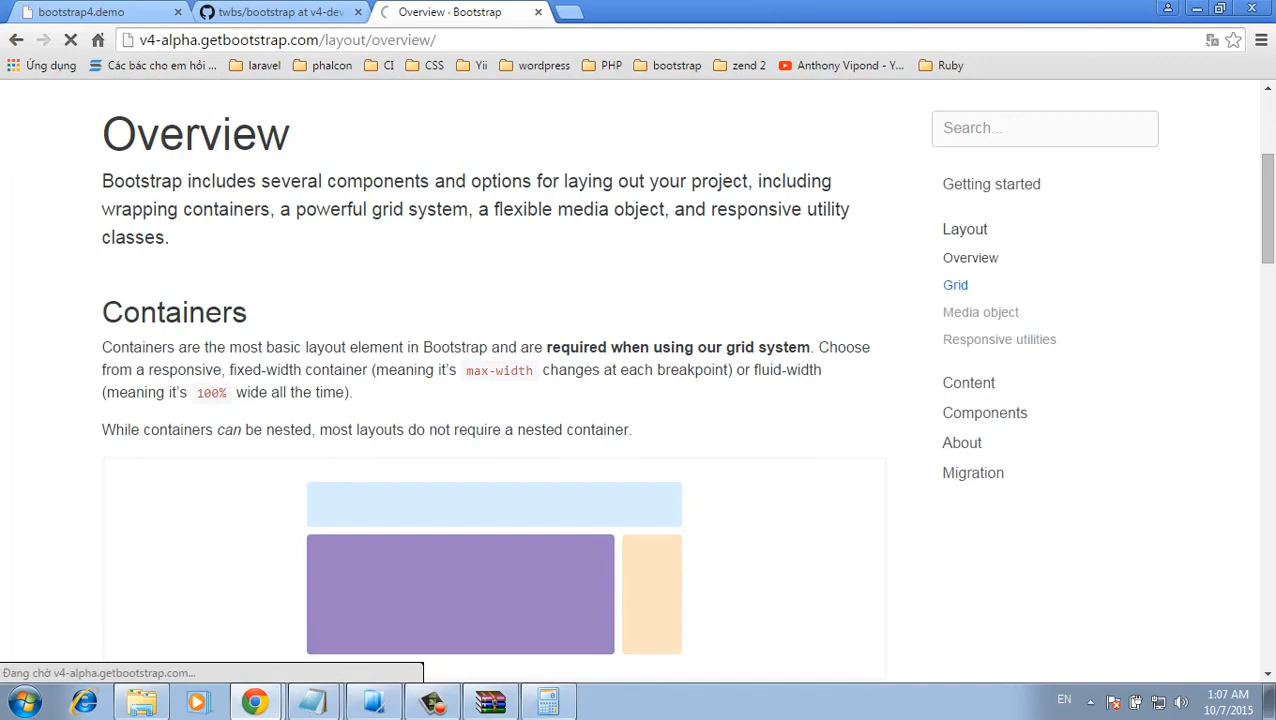 bootstrap4.demo
twbs/bootstrap at v4-dev
Overview · Bootstrap
v4-alpha.getbootstrap.com/layout/overview/
Ứng dụng
Các bác cho em hỏi ...
laravel
phalcon
CI
CSS
Yii
wordpress
PHP
bootstrap
zend 2
Anthony Vipond - Y...
Ruby
Overview
Bootstrap includes several components and options for laying out your project, including
wrapping containers, a powerful grid system, a flexible media object, and responsive utility
classes.
Containers
Containers are the most basic layout element in Bootstrap and are required when using our grid system. Choose
from a responsive, fixed-width container (meaning it’s max-width changes at each breakpoint) or fluid-width
(meaning it’s 100% wide all the time).
While containers can be nested, most layouts do not require a nested container.
Search...
Getting started
Layout
Overview
Grid
Media object
Responsive utilities
Content
Components
About
Migration
Đang chờ v4-alpha.getbootstrap.com...
EN
1:07 AM
10/7/2015